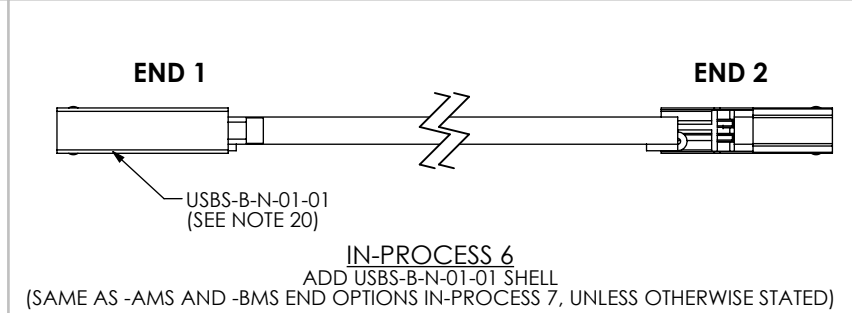 END 1
END 2
USBS-B-N-01-01
(SEE NOTE 20)
IN-PROCESS 6
ADD USBS-B-N-01-01 SHELL
(SAME AS -AMS AND -BMS END OPTIONS IN-PROCESS 7, UNLESS OTHERWISE STATED)